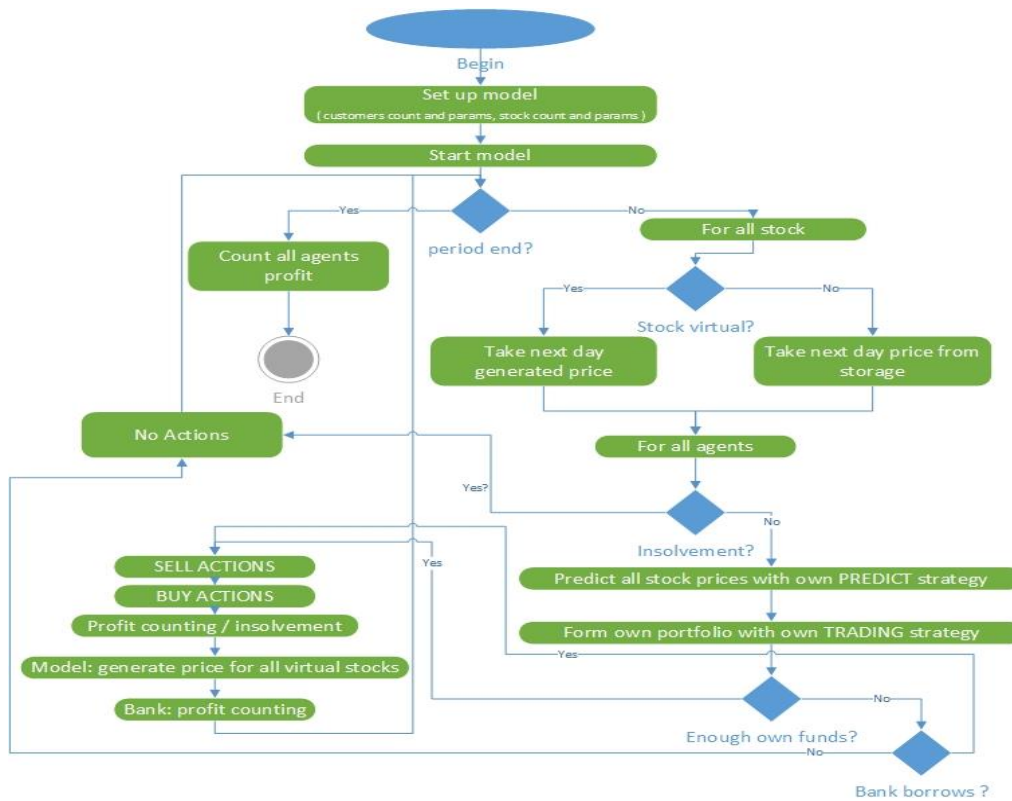 Begin
Set up model
( customers count and params, stock count and params )
Start model
Yes
No
period end?
For all stock
Count all agents
profit
Yes
No
Stock virtual?
Take next day
generated price
Take next day price from
storage
End
No Actions
For all agents
Yes?
No
Insolvement?
Yes
SELL ACTIONS
BUY ACTIONS
Profit counting / insolvement
Model: generate price for all virtual stocks
Bank: profit counting
Predict all stock prices with own PREDICT strategy
Form own portfolio with own TRADING strategy
Yes
No
Enough own funds?
No
Bank borrows ?